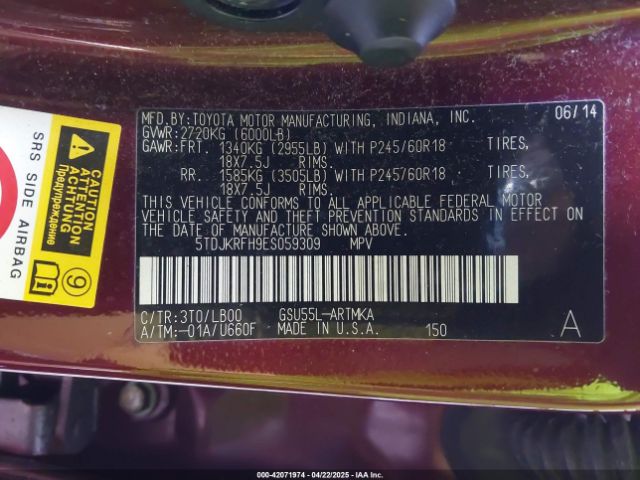 SRS SIDE AIRBAG
CAUTION
ATTENTION
ACHTUNG
Предупреждение
9
MFD.BY:TOYOTA MOTOR MANUFACTURING, INDIANA, INC. 06/14
GVWR:2720KG (6000LB)
GAWR:FRT. 1340KG (2955LB) WITH P245/60R18 TIRES,
18X7.5J RIMS.
RR. 1585KG (3505LB) WITH P245/60R18 TIRES,
18X7.5J RIMS.
THIS VEHICLE CONFORMS TO ALL APPLICABLE FEDERAL MOTOR
VEHICLE SAFETY AND THEFT PREVENTION STANDARDS IN EFFECT ON
THE DATE OF MANUFACTURE SHOWN ABOVE.
5TDJKRFH9ES059309 MPV
C/TR:3T0/LB00 GSU55L-ARTMKA
A/TM:-01A/U660F MADE IN U.S.A. 150 A
000-42071974 - 04/22/2025 - IAA Inc.